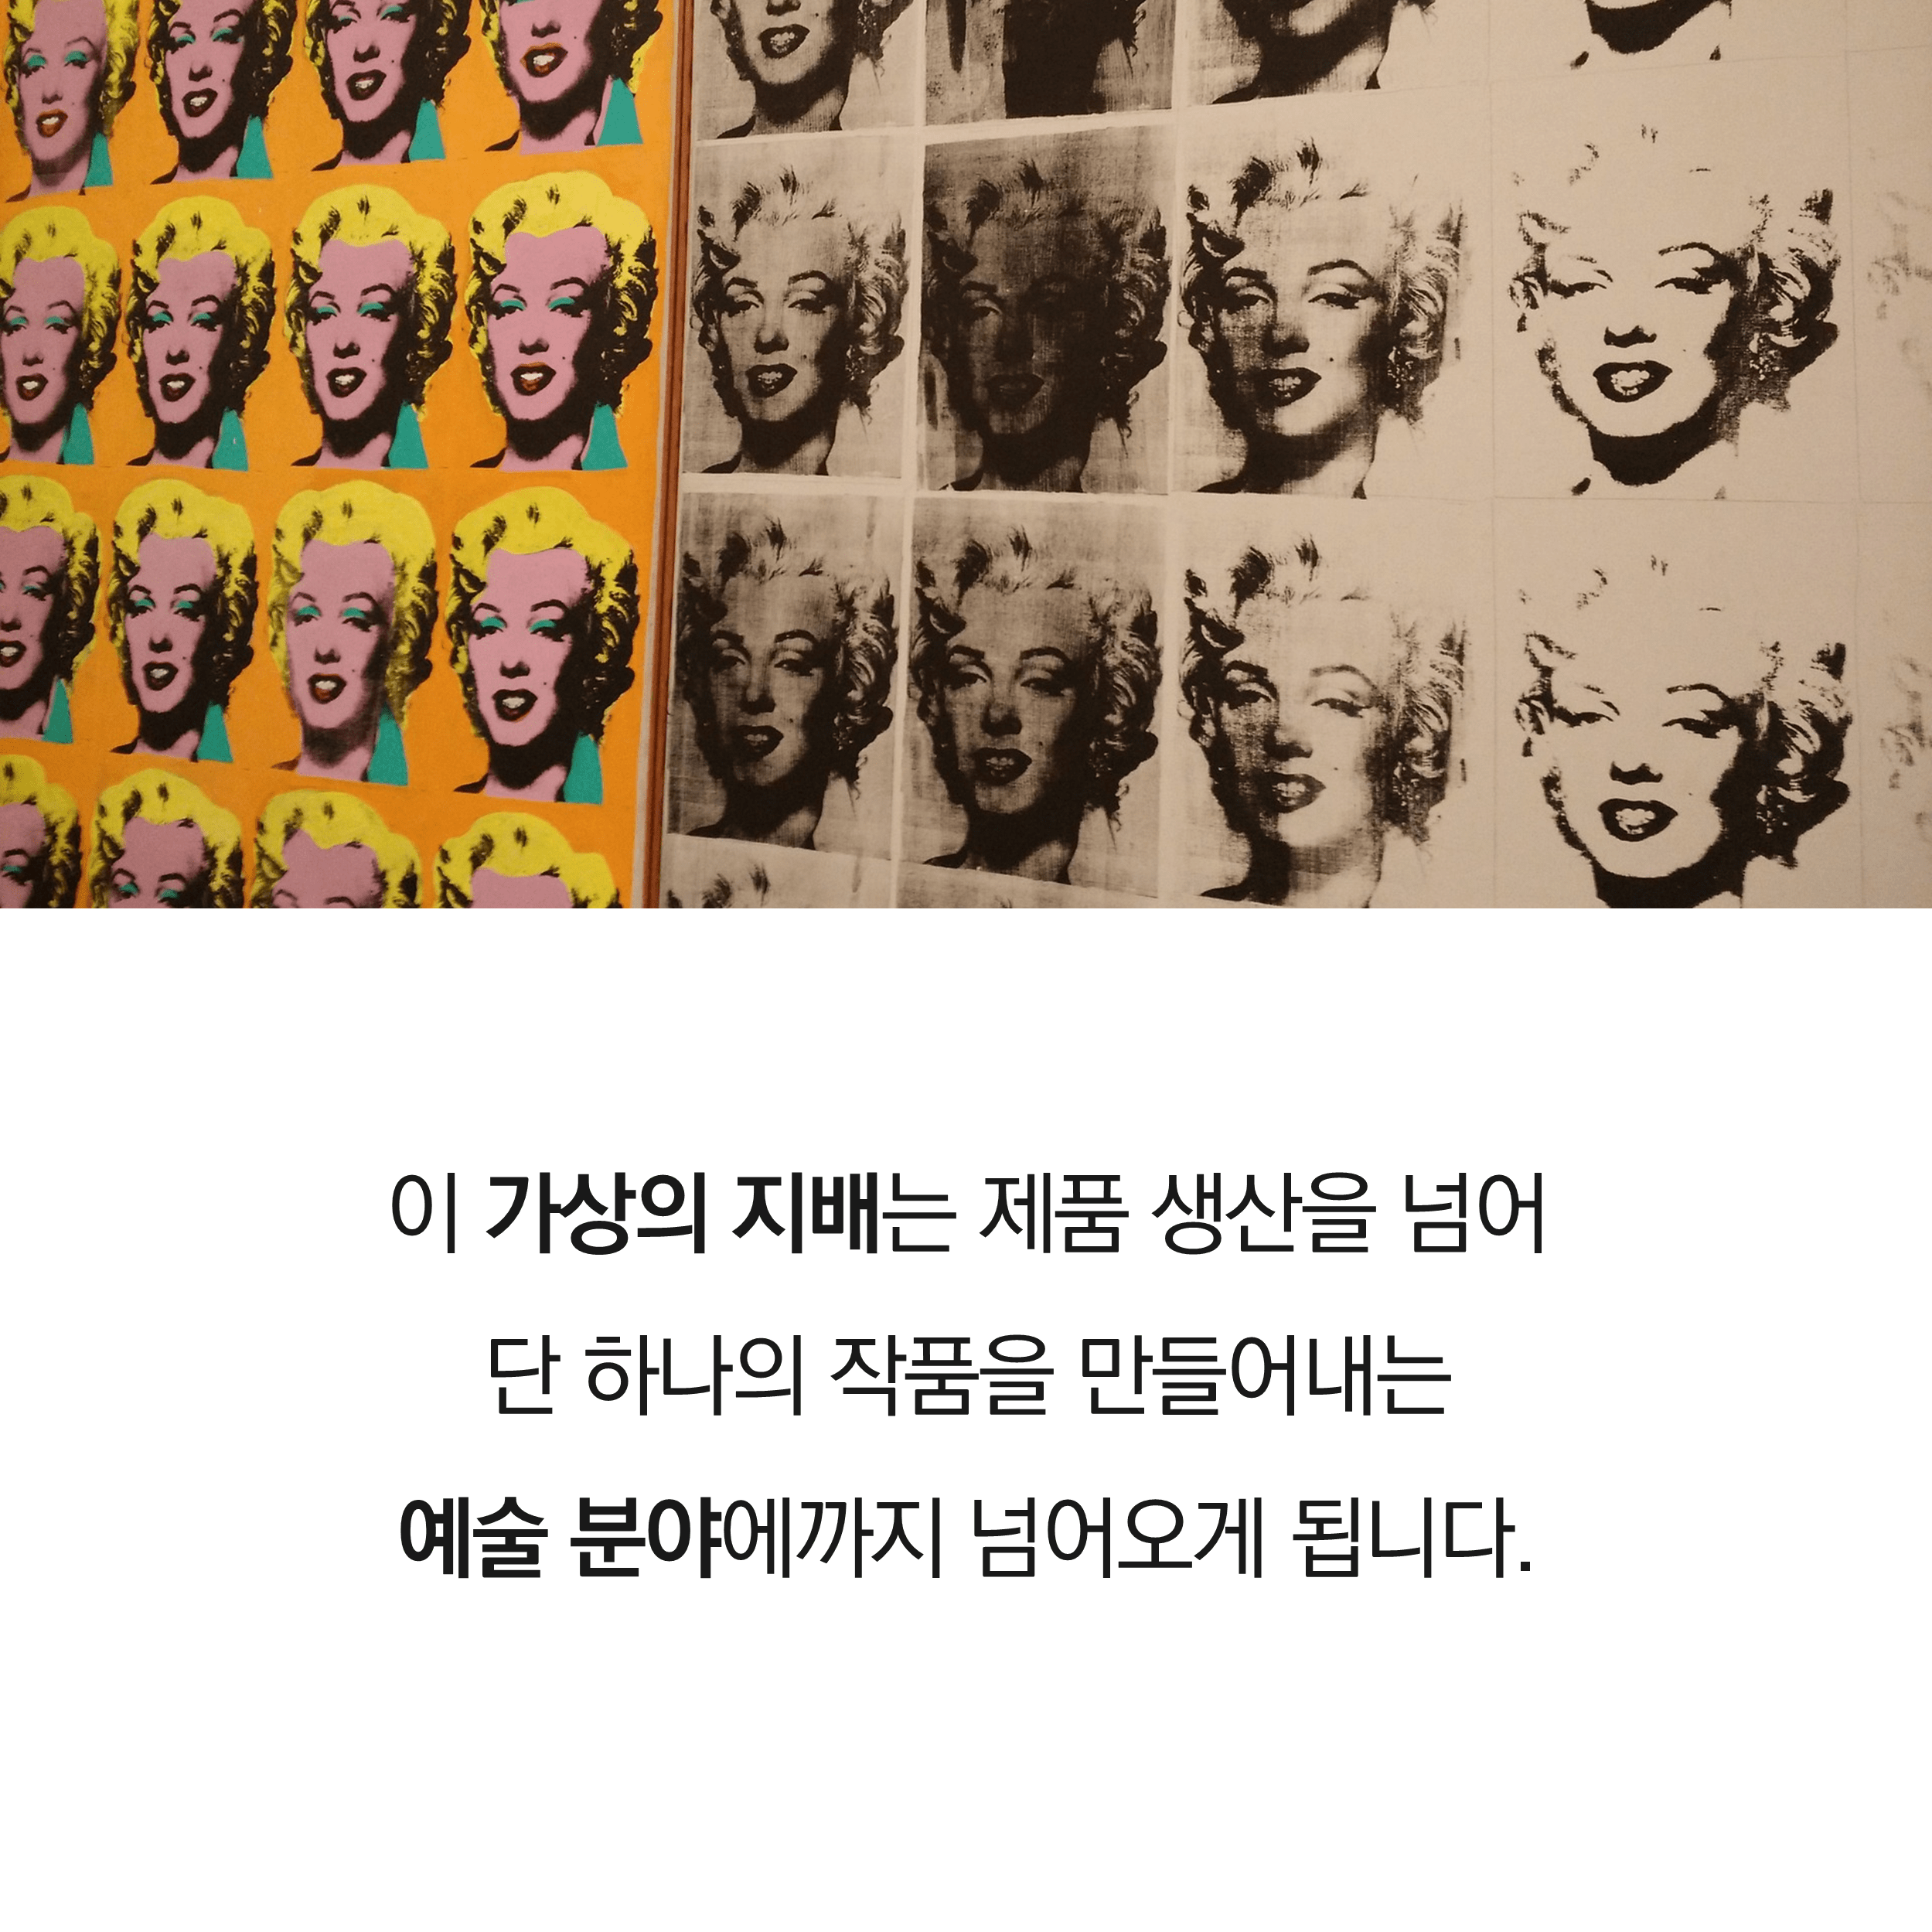 이 가상의 지배는 제품 생산을 넘어
단 하나의 작품을 만들어내는
예술 분야에까지 넘어오게 됩니다.